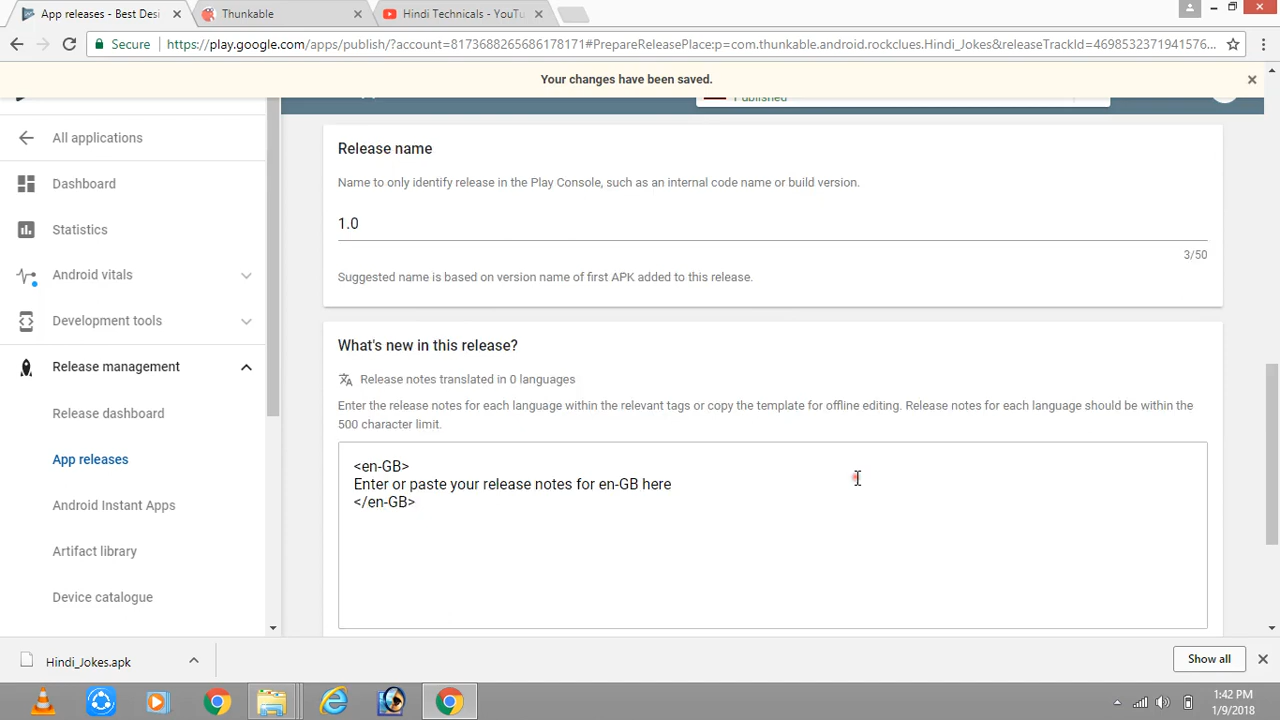 App releases - Best Desi
Thunkable
Hindi Technicals - YouTu
Secure
https://play.google.com/apps/publish/?account=8173688265686178171#PrepareReleasePlace:p=com.thunkable.android.rockclues.Hindi_Jokes&releaseTrackId=4698532371941576...
Your changes have been saved.
Published
All applications
Dashboard
Statistics
Android vitals
Development tools
Release management
Release dashboard
App releases
Android Instant Apps
Artifact library
Device catalogue
Release name
Name to only identify release in the Play Console, such as an internal code name or build version.
1.0
3/50
Suggested name is based on version name of first APK added to this release.
What's new in this release?
Release notes translated in 0 languages
Enter the release notes for each language within the relevant tags or copy the template for offline editing. Release notes for each language should be within the
500 character limit.
<en-GB>
Enter or paste your release notes for en-GB here
</en-GB>
Hindi_Jokes.apk
Show all
1:42 PM
1/9/2018